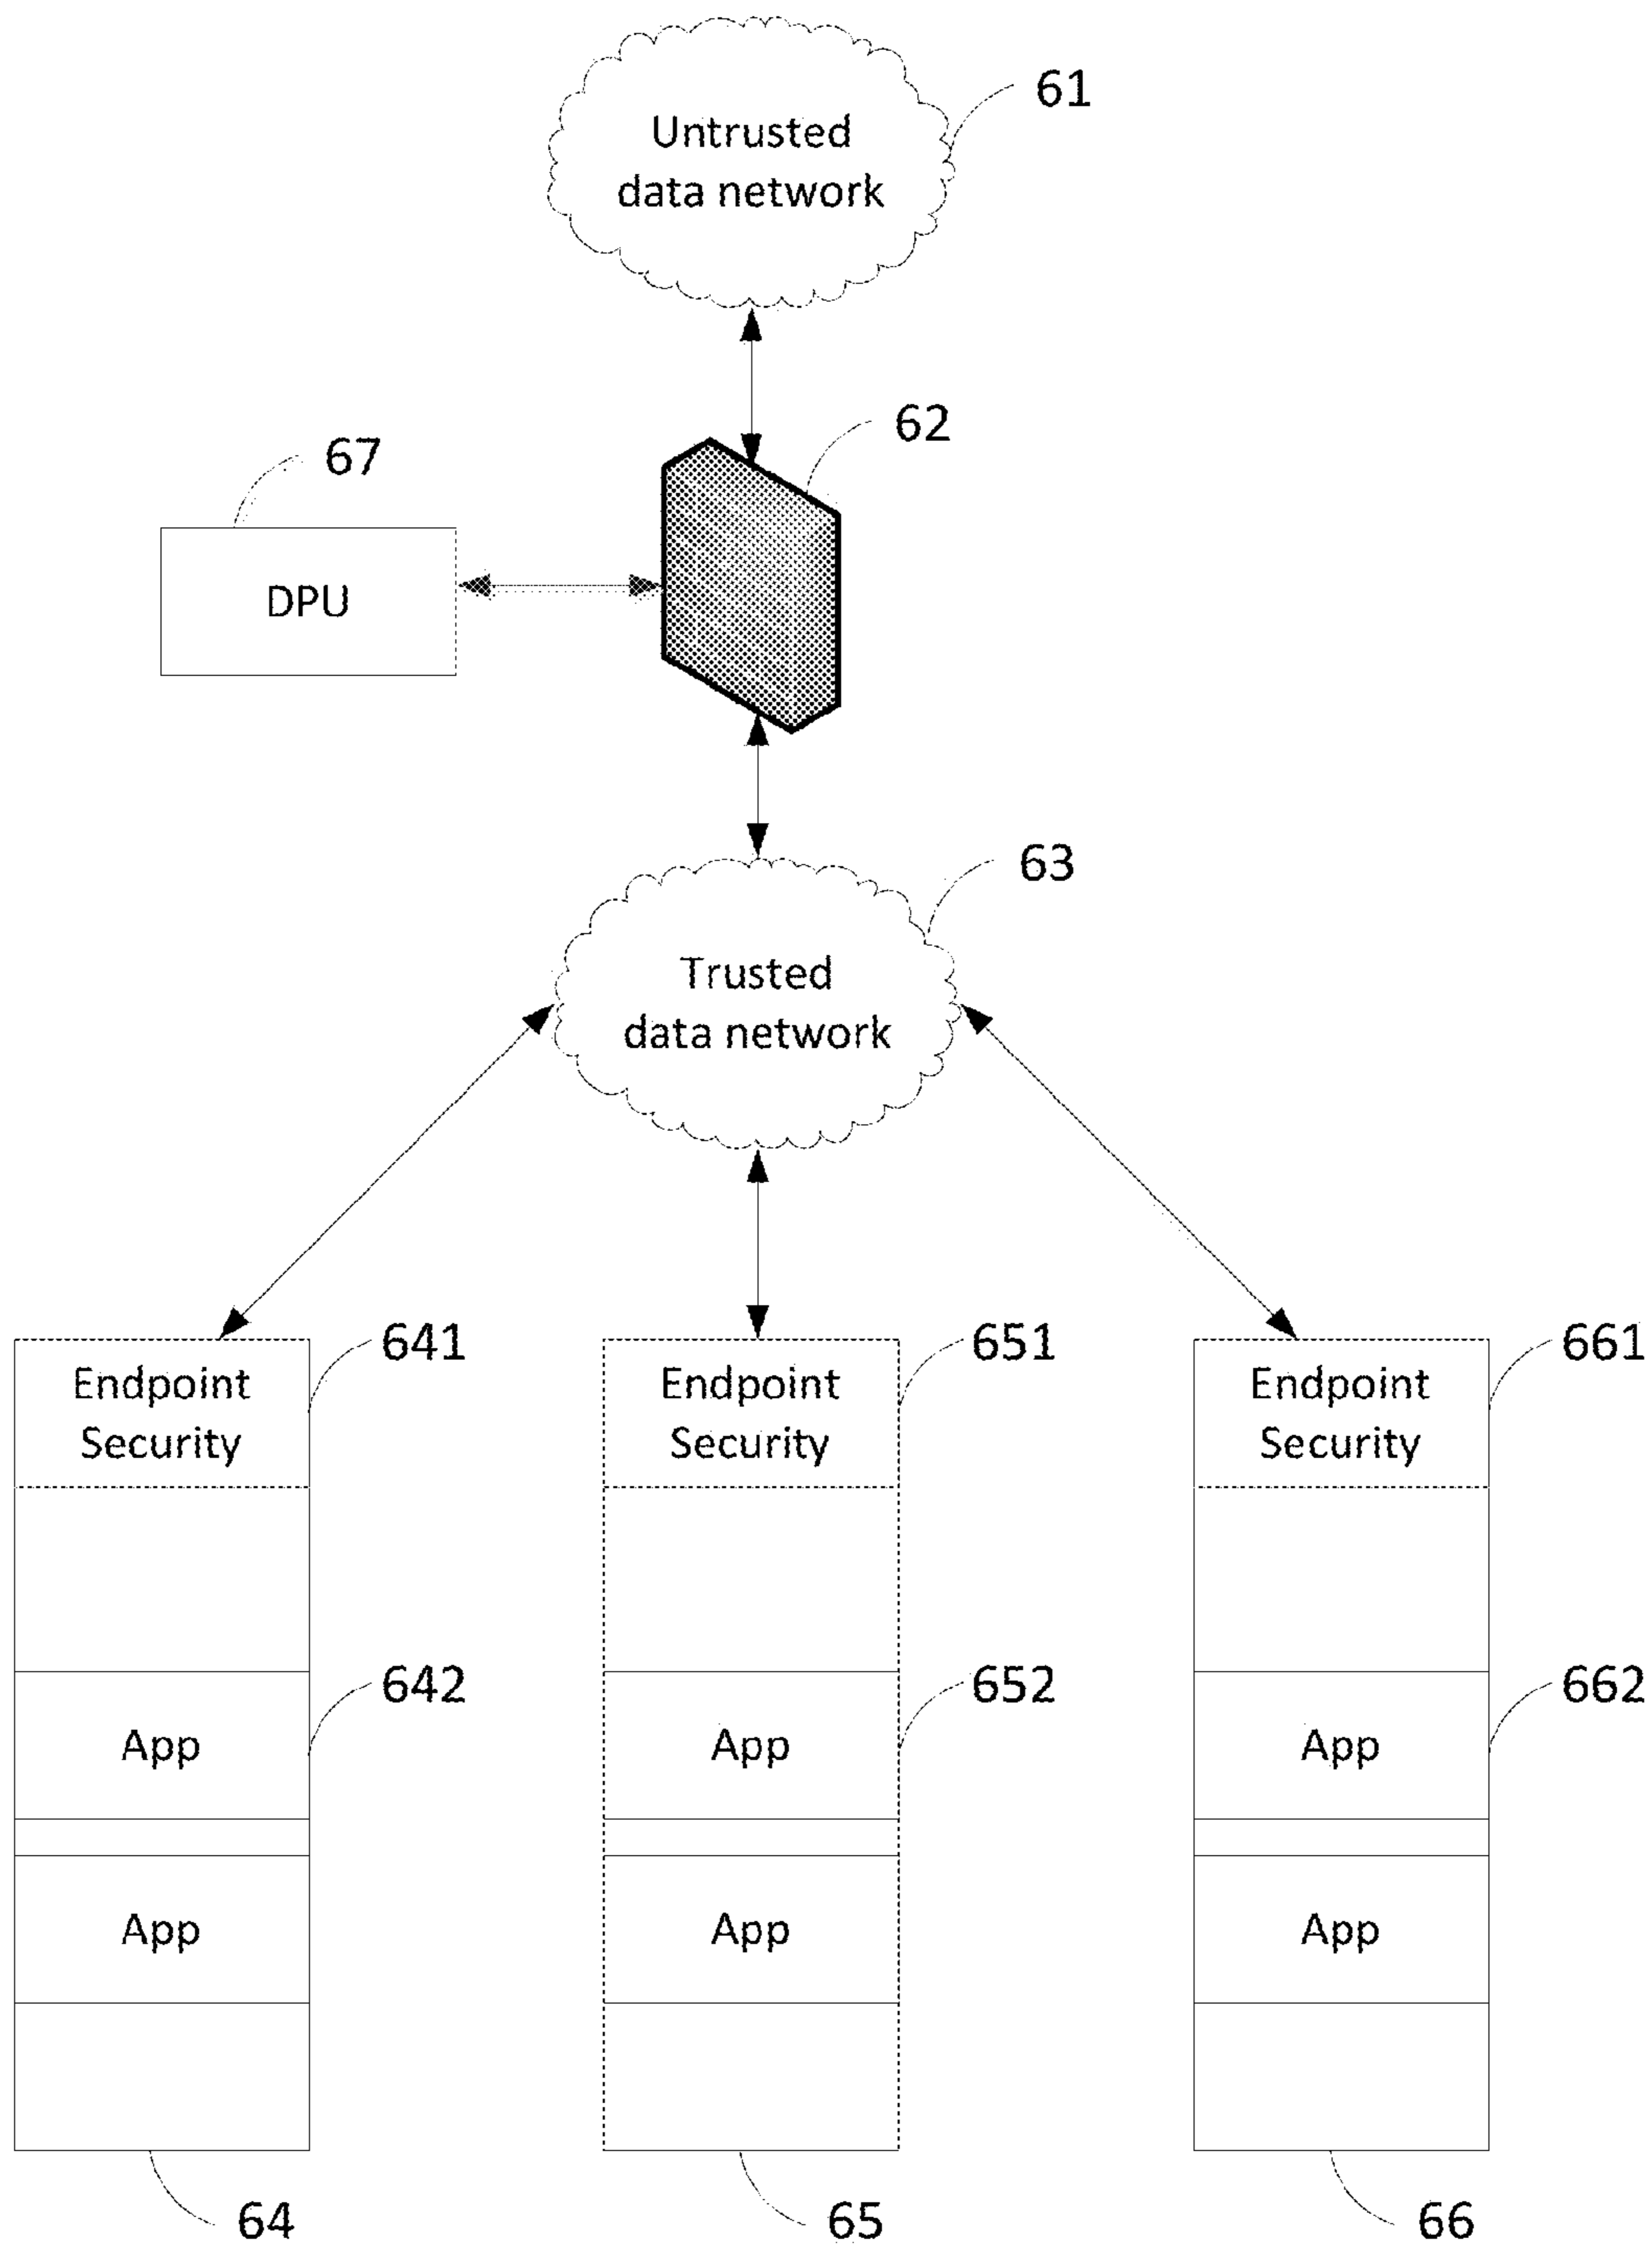 61
Untrusted
data network
62
67
DPU
63
Trusted
data network
641
651
661
Endpoint
Security
Endpoint
Security
Endpoint
Security
642
652
662
App
App
App
App
App
App
64
65
66